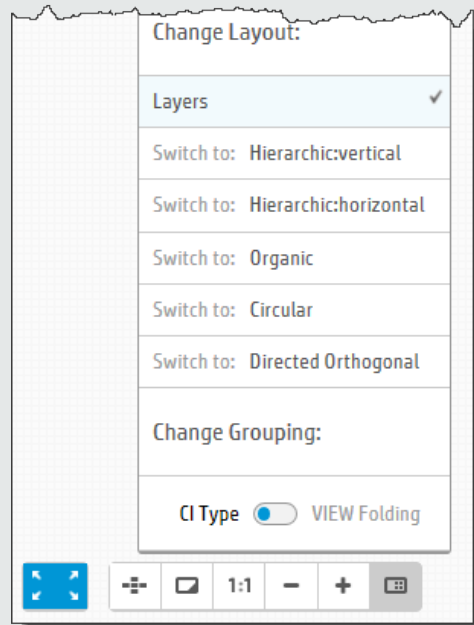 Change Layout:
Layers
Switch to: Hierarchic:vertical
Switch to: Hierarchic:horizontal
Switch to: Organic
Switch to: Circular
Switch to: Directed Orthogonal
Change Grouping:
CI Type VIEW Folding
1:1